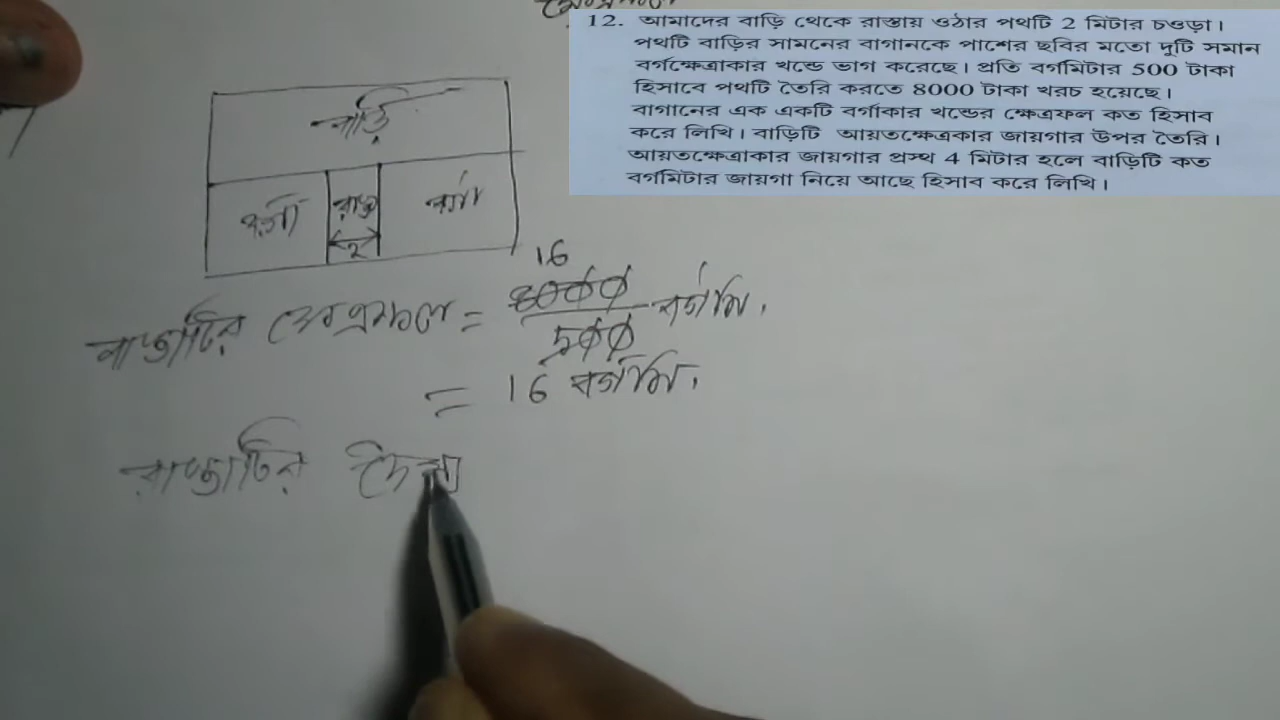 12. আমাদের বাড়ি থেকে রাস্তায় ওঠার পথটি 2 মিটার চওড়া।
পথটি বাড়ির সামনের বাগানকে পাশের ছবির মতো দুটি সমান
বর্গক্ষেত্রাকার খন্ডে ভাগ করেছে। প্রতি বর্গমিটার 500 টাকা
হিসাবে পথটি তৈরি করতে 8000 টাকা খরচ হয়েছে।
বাগানের এক একটি বর্গাকার খন্ডের ক্ষেত্রফল কত হিসাব
করে লিখি। বাড়িটি আয়তক্ষেত্রকার জায়গার উপর তৈরি।
আয়তক্ষেত্রাকার জায়গার প্রস্থ 4 মিটার হলে বাড়িটি কত
বর্গমিটার জায়গা নিয়ে আছে হিসাব করে লিখি।
বাড়ি
বর্গা রাস্তা বর্গা
2
16
রাস্তাটির ক্ষেত্রফল = 8000/500 বর্গমি.
= 16 বর্গমি.
রাস্তাটির দৈর্ঘ্য